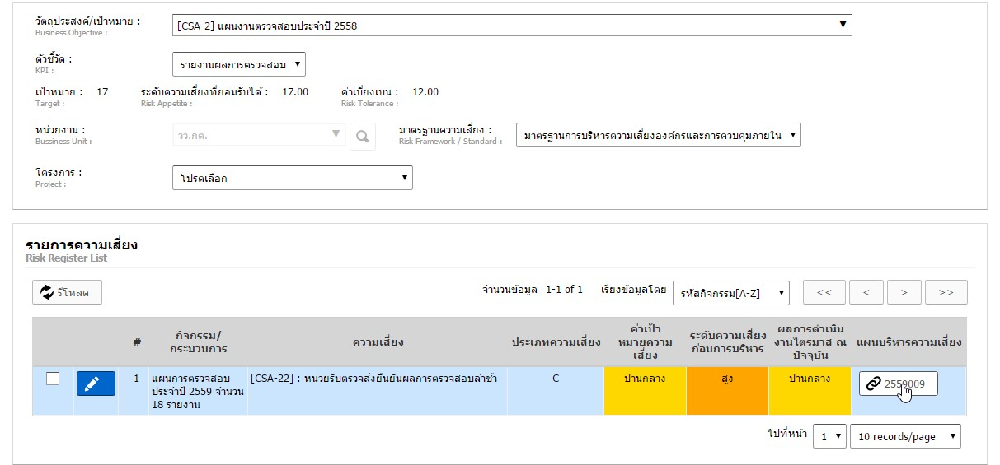 วัตถุประสงค์/เป้าหมาย :
Business Objective :
[CSA-2] แผนงานตรวจสอบประจำปี 2558
ตัวชี้วัด :
KPI :
รายงานผลการตรวจสอบ
เป้าหมาย : 17 ระดับความเสี่ยงที่ยอมรับได้ : 17.00 ค่าเบี่ยงเบน : 12.00
Target : Risk Appetite : Risk Tolerance :
หน่วยงาน : วว.กต. มาตรฐานความเสี่ยง : มาตรฐานการบริหารความเสี่ยงองค์กรและการควบคุมภายใน
Bussiness Unit : Risk Framework / Standard :
โครงการ :
Project :
โปรดเลือก
รายการความเสี่ยง
Risk Register List
รีโหลด จำนวนข้อมูล 1-1 of 1 เรียงข้อมูลโดย รหัสกิจกรรม[A-Z] << < > >>
# กิจกรรม/
กระบวนการ
ความเสี่ยง
ประเภทความเสี่ยง
ค่าเป้า
หมายความ
เสี่ยง
ระดับความเสี่ยง
ก่อนการบริหาร
ผลการดำเนิน
งานไตรมาส ณ
ปัจจุบัน
แผนบริหารความเสี่ยง
1 แผนการตรวจสอบ
ประจำปี 2559 จำนวน
18 รายงาน
[CSA-22] : หน่วยรับตรวจส่งยืนยันผลการตรวจสอบล่าช้า
C
ปานกลาง
สูง
ปานกลาง
2559009
ไปที่หน้า 1 10 records/page